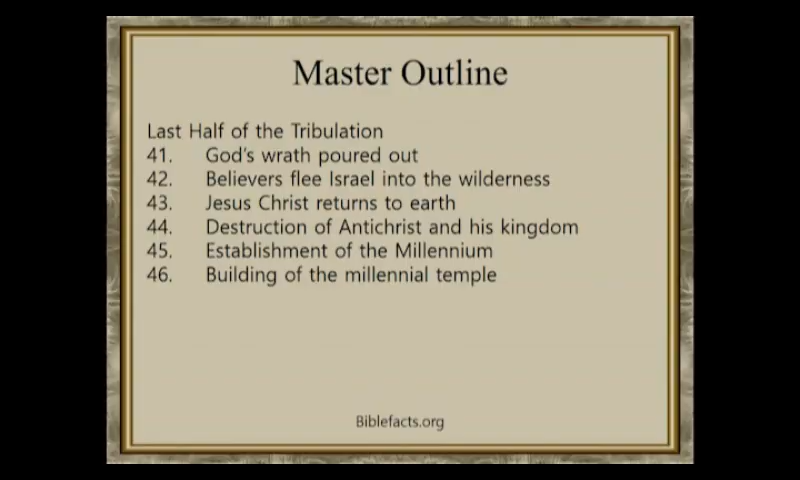 Master Outline
Last Half of the Tribulation
41. God's wrath poured out
42. Believers flee Israel into the wilderness
43. Jesus Christ returns to earth
44. Destruction of Antichrist and his kingdom
45. Establishment of the Millennium
46. Building of the millennial temple
Biblefacts.org